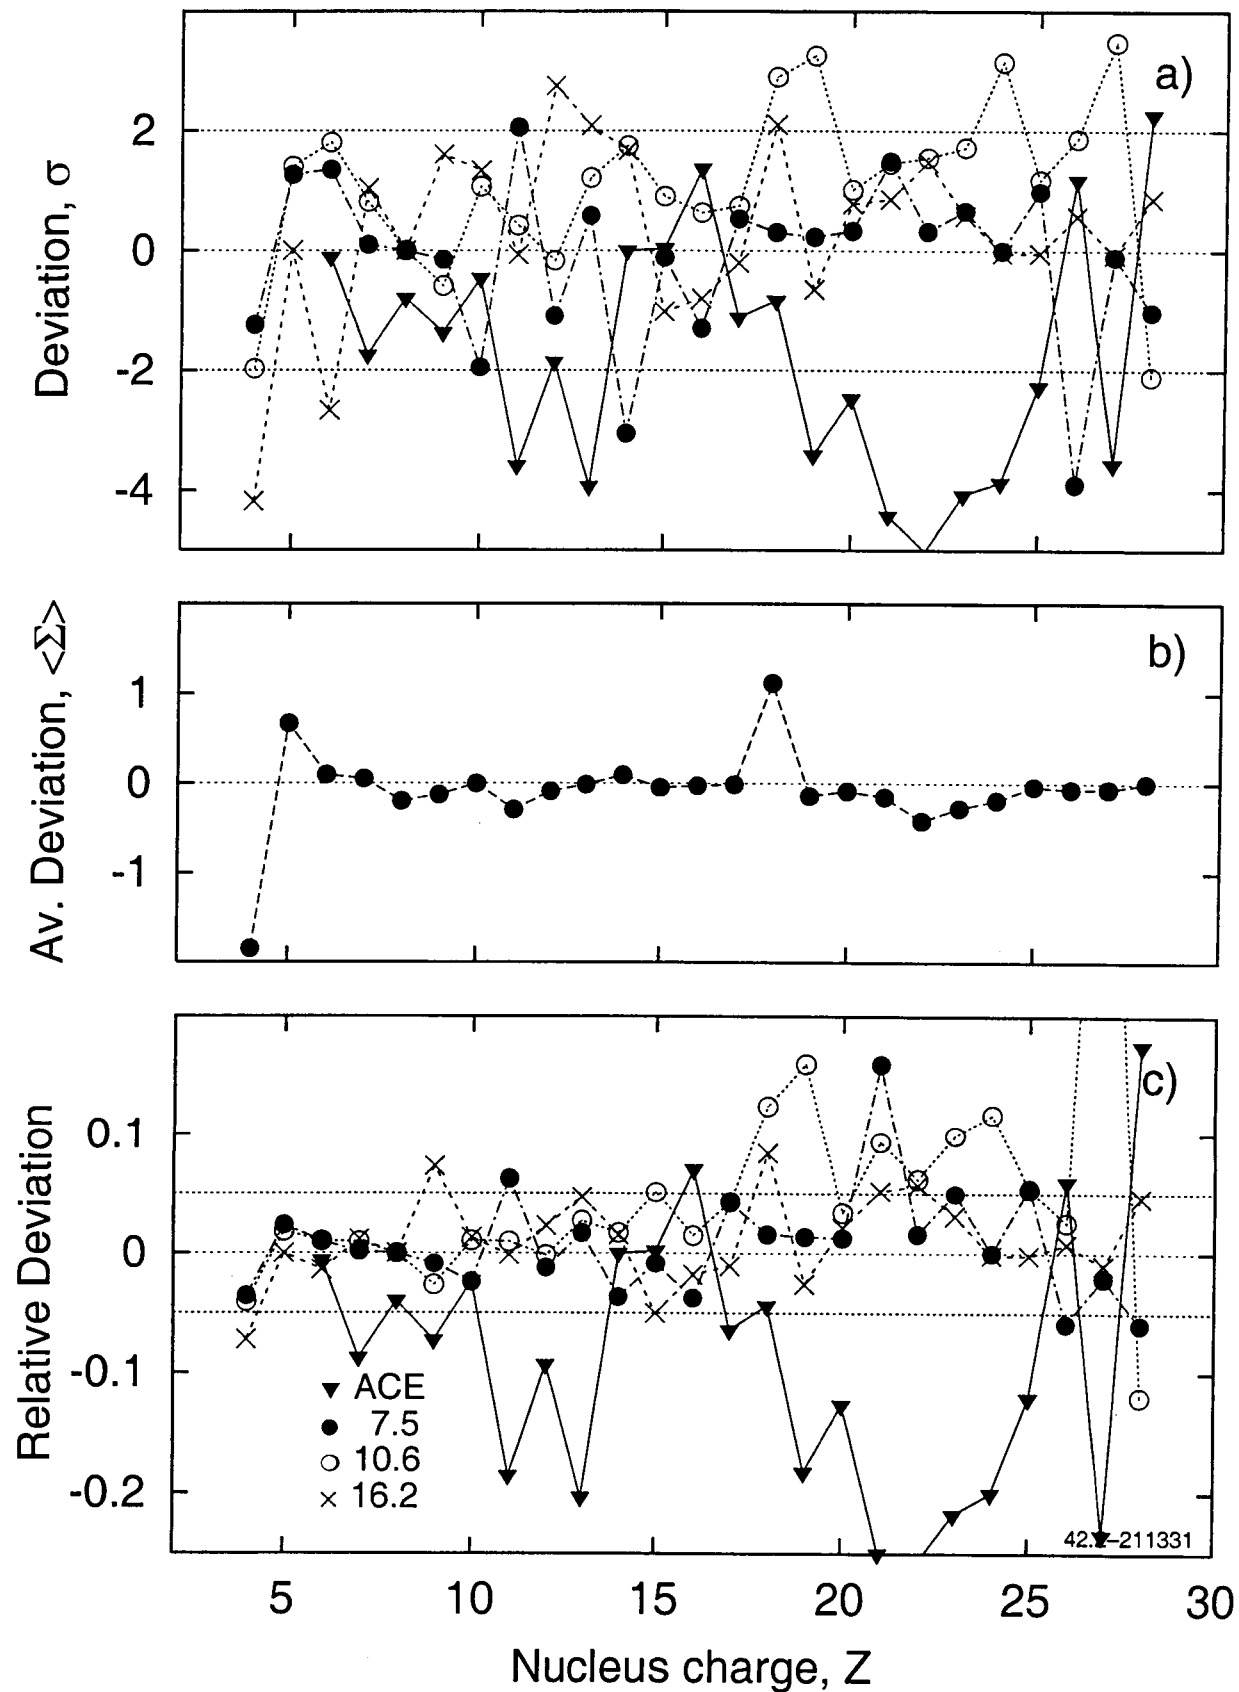 a)
2
0
-2
-4
Deviation, σ
b)
1
0
-1
Av. Deviation, <Σ>
c)
0.1
0
-0.1
-0.2
Relative Deviation
ACE
7.5
10.6
16.2
5
10
15
20
25
30
Nucleus charge, Z